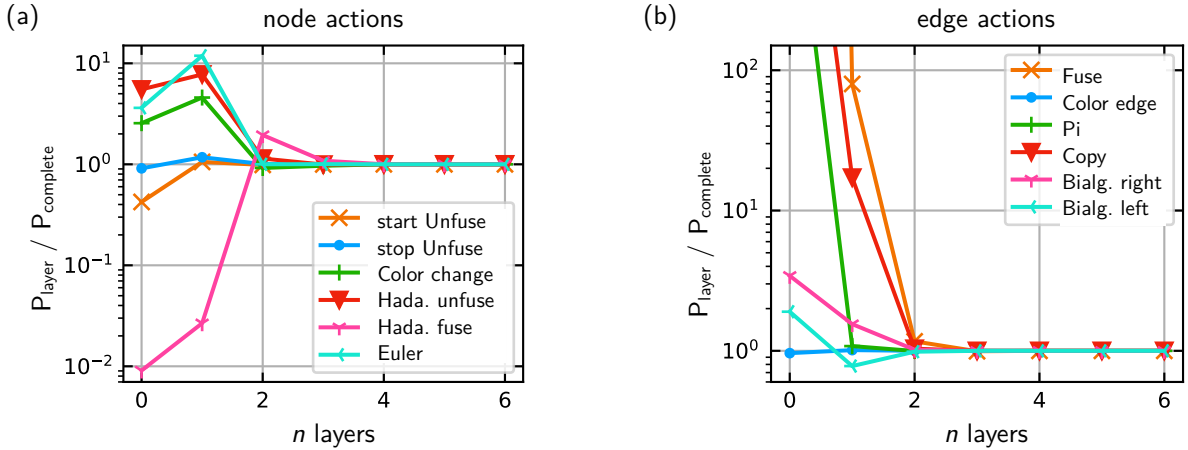 (a)
node actions
P_layer / P_complete
10^1
10^0
10^{-1}
10^{-2}
start Unfuse
stop Unfuse
Color change
Hada. unfuse
Hada. fuse
Euler
0 2 4 6
n layers
(b)
edge actions
P_layer / P_complete
10^2
10^1
10^0
Fuse
Color edge
Pi
Copy
Bialg. right
Bialg. left
0 1 2 3 4 5 6
n layers